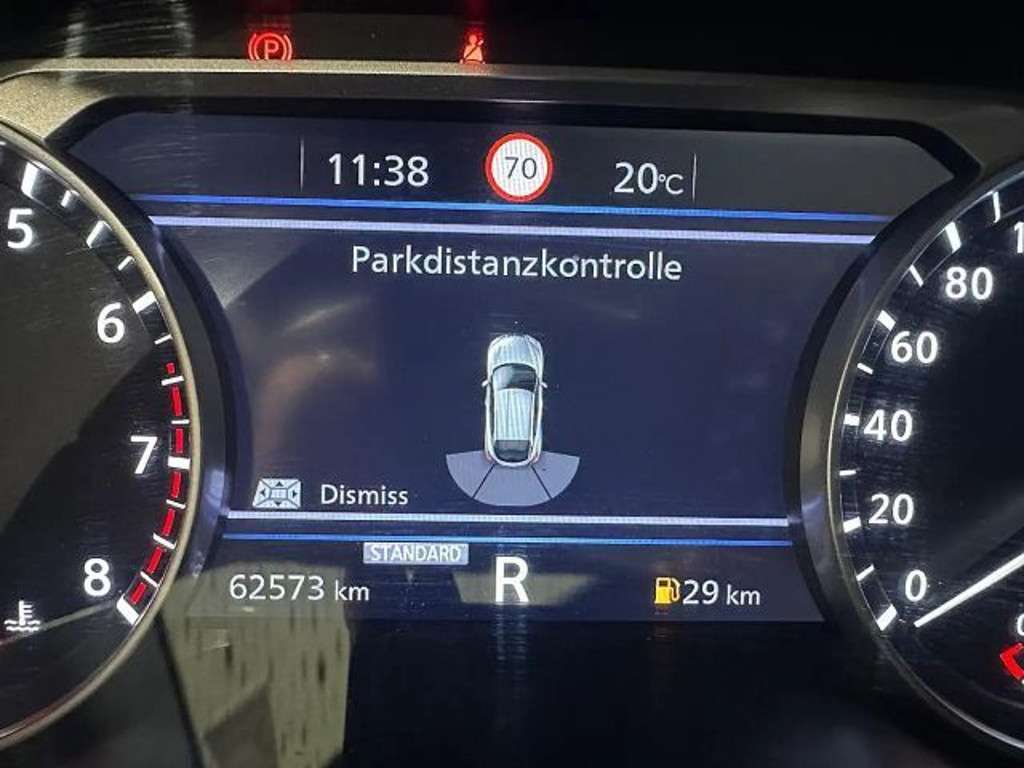 P
11:38
70
20°C
Parkdistanzkontrolle
Dismiss
STANDARD
62573 km
R
29 km
5
6
7
8
80
60
40
20
0